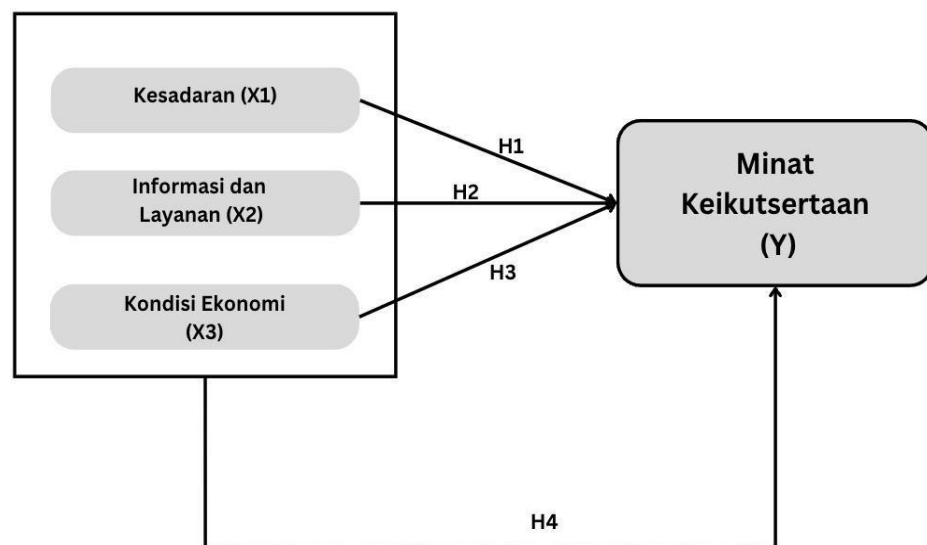 Kesadaran (X1)
Informasi dan
Layanan (X2)
Kondisi Ekonomi
(X3)
H1
H2
H3
Minat
Keikutsertaan
(Y)
H4